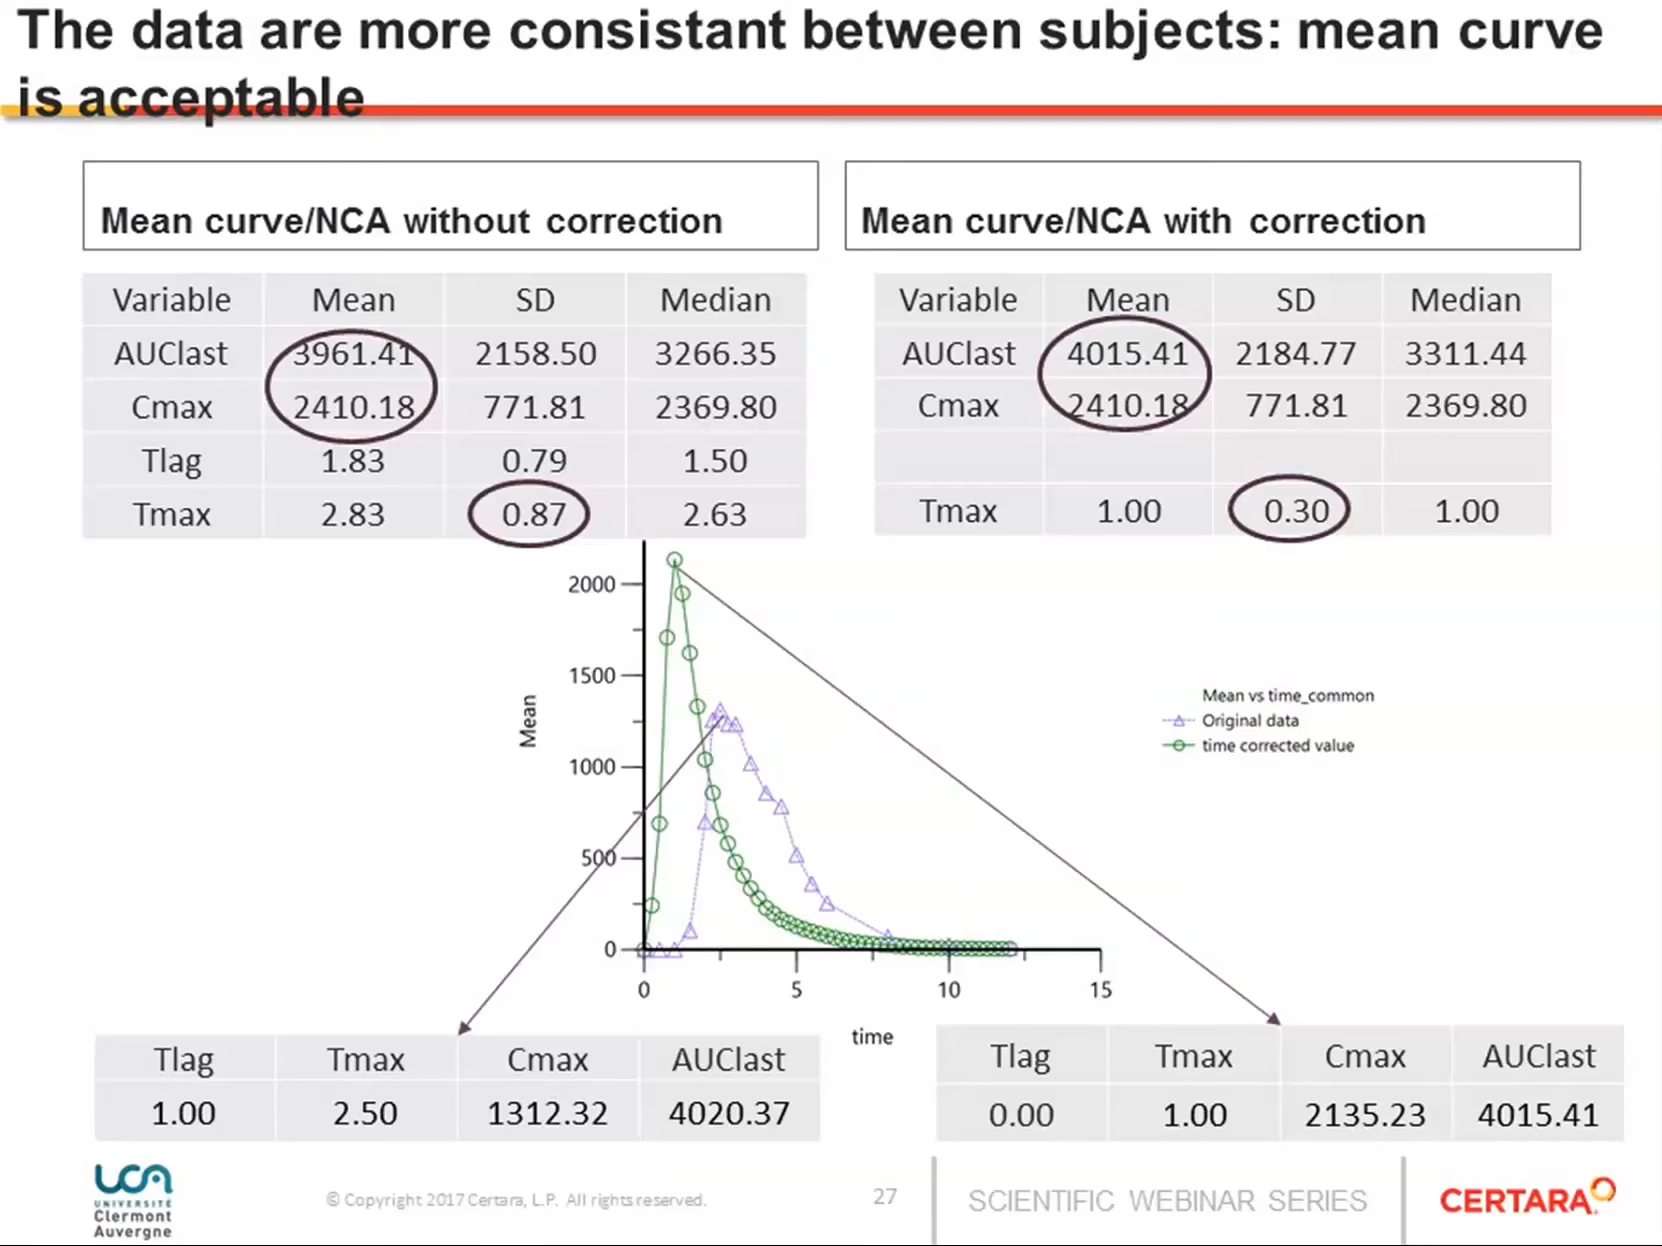 The data are more consistant between subjects: mean curve
is acceptable
Mean curve/NCA without correction
Mean curve/NCA with correction
Variable Mean SD Median
AUClast 3961.41 2158.50 3266.35
Cmax 2410.18 771.81 2369.80
Tlag 1.83 0.79 1.50
Tmax 2.83 0.87 2.63
Variable Mean SD Median
AUClast 4015.41 2184.77 3311.44
Cmax 2410.18 771.81 2369.80
Tmax 1.00 0.30 1.00
Mean
2000
1500
1000
500
0
0 5 10 15
time
Mean vs time_common
Original data
time corrected value
Tlag Tmax Cmax AUClast
1.00 2.50 1312.32 4020.37
Tlag Tmax Cmax AUClast
0.00 1.00 2135.23 4015.41
UCA
UNIVERSITÉ
Clermont
Auvergne
© Copyright 2017 Certara, L.P. All rights reserved.
27
SCIENTIFIC WEBINAR SERIES
CERTARA